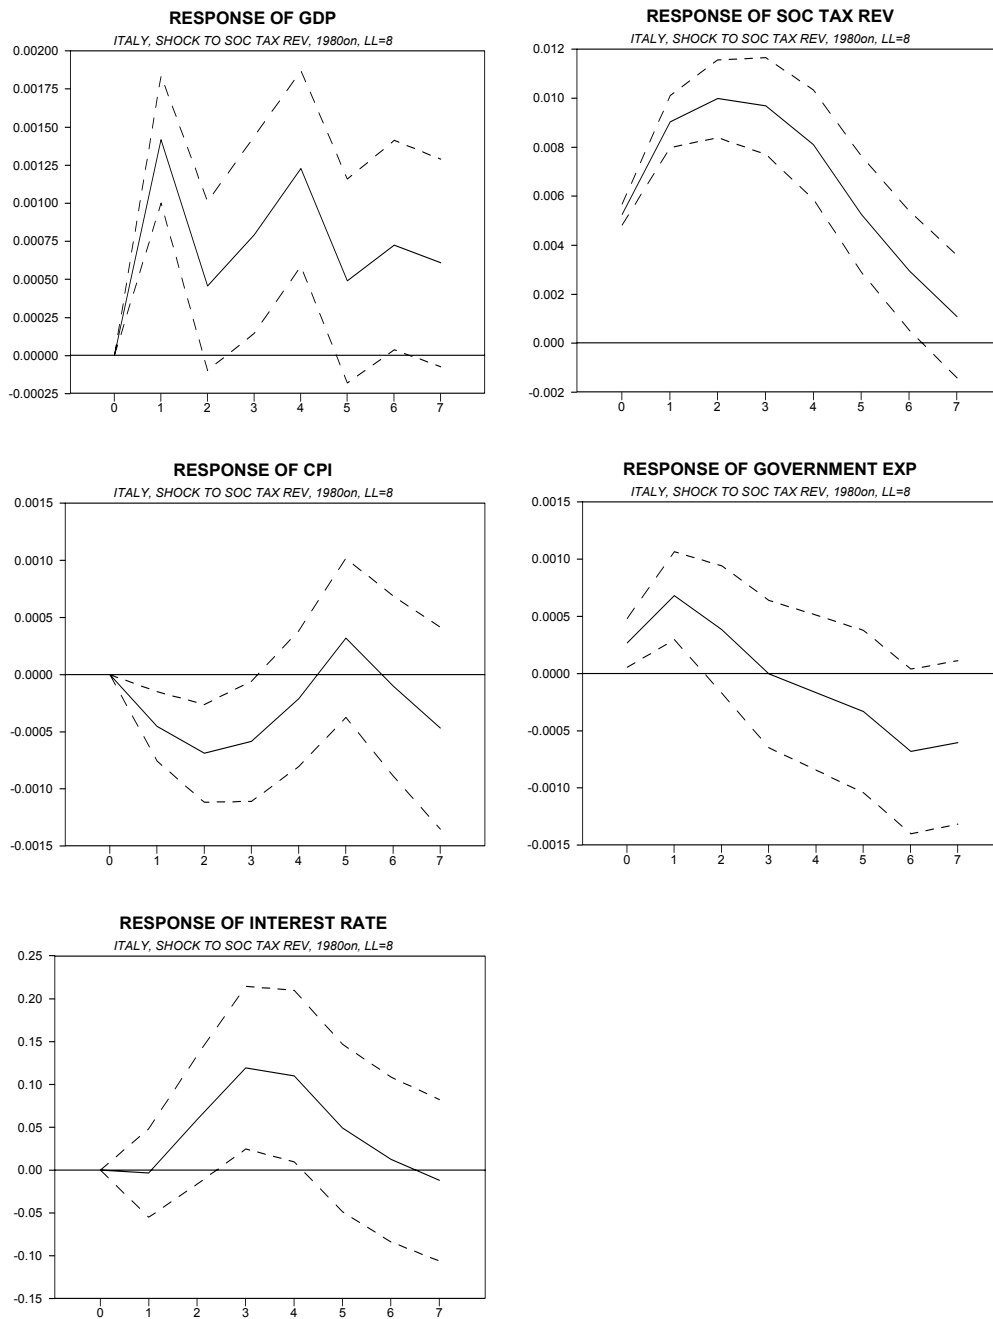 RESPONSE OF GDP
ITALY, SHOCK TO SOC TAX REV, 1980on, LL=8
0.00200
0.00175
0.00150
0.00125
0.00100
0.00075
0.00050
0.00025
0.00000
-0.00025
0 1 2 3 4 5 6 7
RESPONSE OF SOC TAX REV
ITALY, SHOCK TO SOC TAX REV, 1980on, LL=8
0.012
0.010
0.008
0.006
0.004
0.002
0.000
-0.002
0 1 2 3 4 5 6 7
RESPONSE OF CPI
ITALY, SHOCK TO SOC TAX REV, 1980on, LL=8
0.0015
0.0010
0.0005
0.0000
-0.0005
-0.0010
-0.0015
0 1 2 3 4 5 6 7
RESPONSE OF GOVERNMENT EXP
ITALY, SHOCK TO SOC TAX REV, 1980on, LL=8
0.0015
0.0010
0.0005
0.0000
-0.0005
-0.0010
-0.0015
0 1 2 3 4 5 6 7
RESPONSE OF INTEREST RATE
ITALY, SHOCK TO SOC TAX REV, 1980on, LL=8
0.25
0.20
0.15
0.10
0.05
0.00
-0.05
-0.10
-0.15
0 1 2 3 4 5 6 7